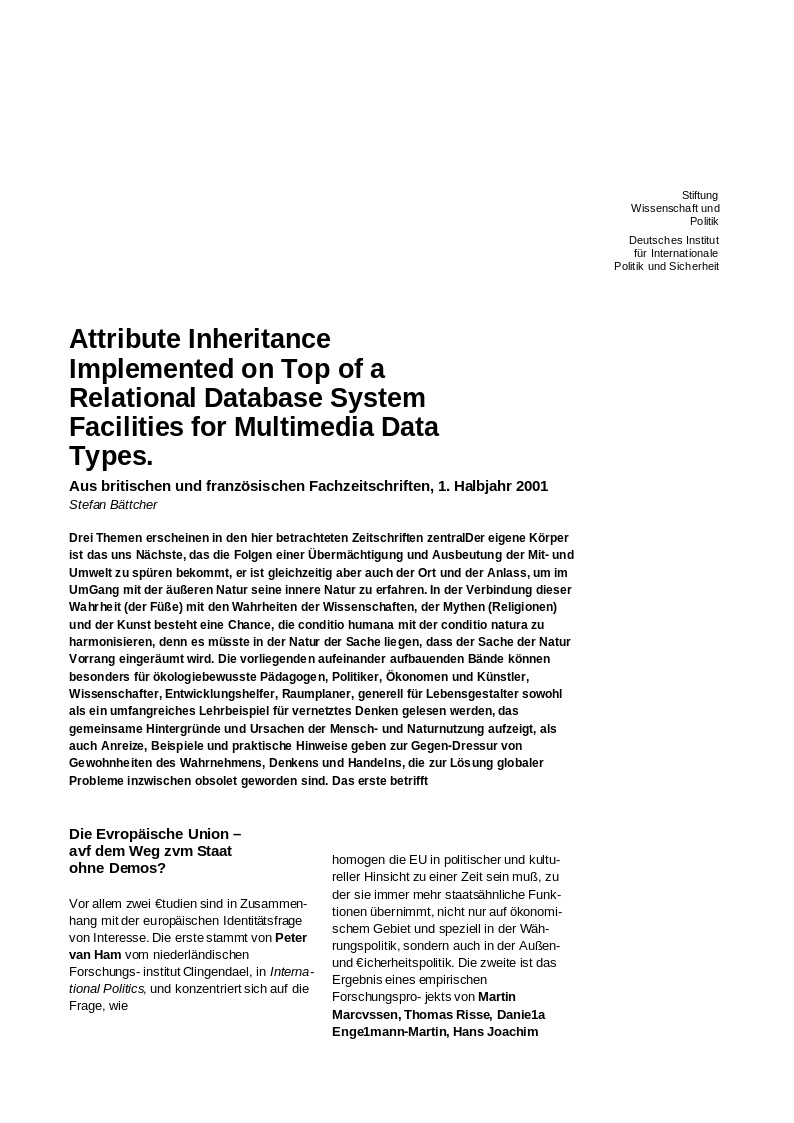 Stiftung
Wissenschaft und
Politik
Deutsches Institut
für Internationale
Politik und Sicherheit
Attribute Inheritance
Implemented on Top of a
Relational Database System
Facilities for Multimedia Data
Types.
Aus britischen und französischen Fachzeitschriften, 1. Halbjahr 2001
Stefan Bättcher
Drei Themen erscheinen in den hier betrachteten Zeitschriften zentralDer eigene Körper
ist das uns Nächste, das die Folgen einer Übermächtigung und Ausbeutung der Mit- und
Umwelt zu spüren bekommt, er ist gleichzeitig aber auch der Ort und der Anlass, um im
UmGang mit der äußeren Natur seine innere Natur zu erfahren. In der Verbindung dieser
Wahrheit (der Füße) mit den Wahrheiten der Wissenschaften, der Mythen (Religionen)
und der Kunst besteht eine Chance, die conditio humana mit der conditio natura zu
harmonisieren, denn es müsste in der Natur der Sache liegen, dass der Sache der Natur
Vorrang eingeräumt wird. Die vorliegenden aufeinander aufbauenden Bände können
besonders für ökologiebewusste Pädagogen, Politiker, Ökonomen und Künstler,
Wissenschafter, Entwicklungshelfer, Raumplaner, generell für Lebensgestalter sowohl
als ein umfangreiches Lehrbeispiel für vernetztes Denken gelesen werden, das
gemeinsame Hintergründe und Ursachen der Mensch- und Naturnutzung aufzeigt, als
auch Anreize, Beispiele und praktische Hinweise geben zur Gegen-Dressur von
Gewohnheiten des Wahrnehmens, Denkens und Handelns, die zur Lösung globaler
Probleme inzwischen obsolet geworden sind. Das erste betrifft
Die Evropäische Union –
avf dem Weg zvm Staat
ohne Demos?
Vor allem zwei €tudien sind in Zusammen-
hang mit der europäischen Identitätsfrage
von Interesse. Die erste stammt von Peter
van Ham vom niederländischen
Forschungs- institut Clingendael, in Interna-
tional Politics, und konzentriert sich auf die
Frage, wie
homogen die EU in politischer und kultu-
reller Hinsicht zu einer Zeit sein muß, zu
der sie immer mehr staatsähnliche Funk-
tionen übernimmt, nicht nur auf ökonomi-
schem Gebiet und speziell in der Wäh-
rungspolitik, sondern auch in der Außen-
und €icherheitspolitik. Die zweite ist das
Ergebnis eines empirischen
Forschungspro- jekts von Martin
Marcvssen, Thomas Risse, Danie1a
Enge1mann-Martin, Hans Joachim